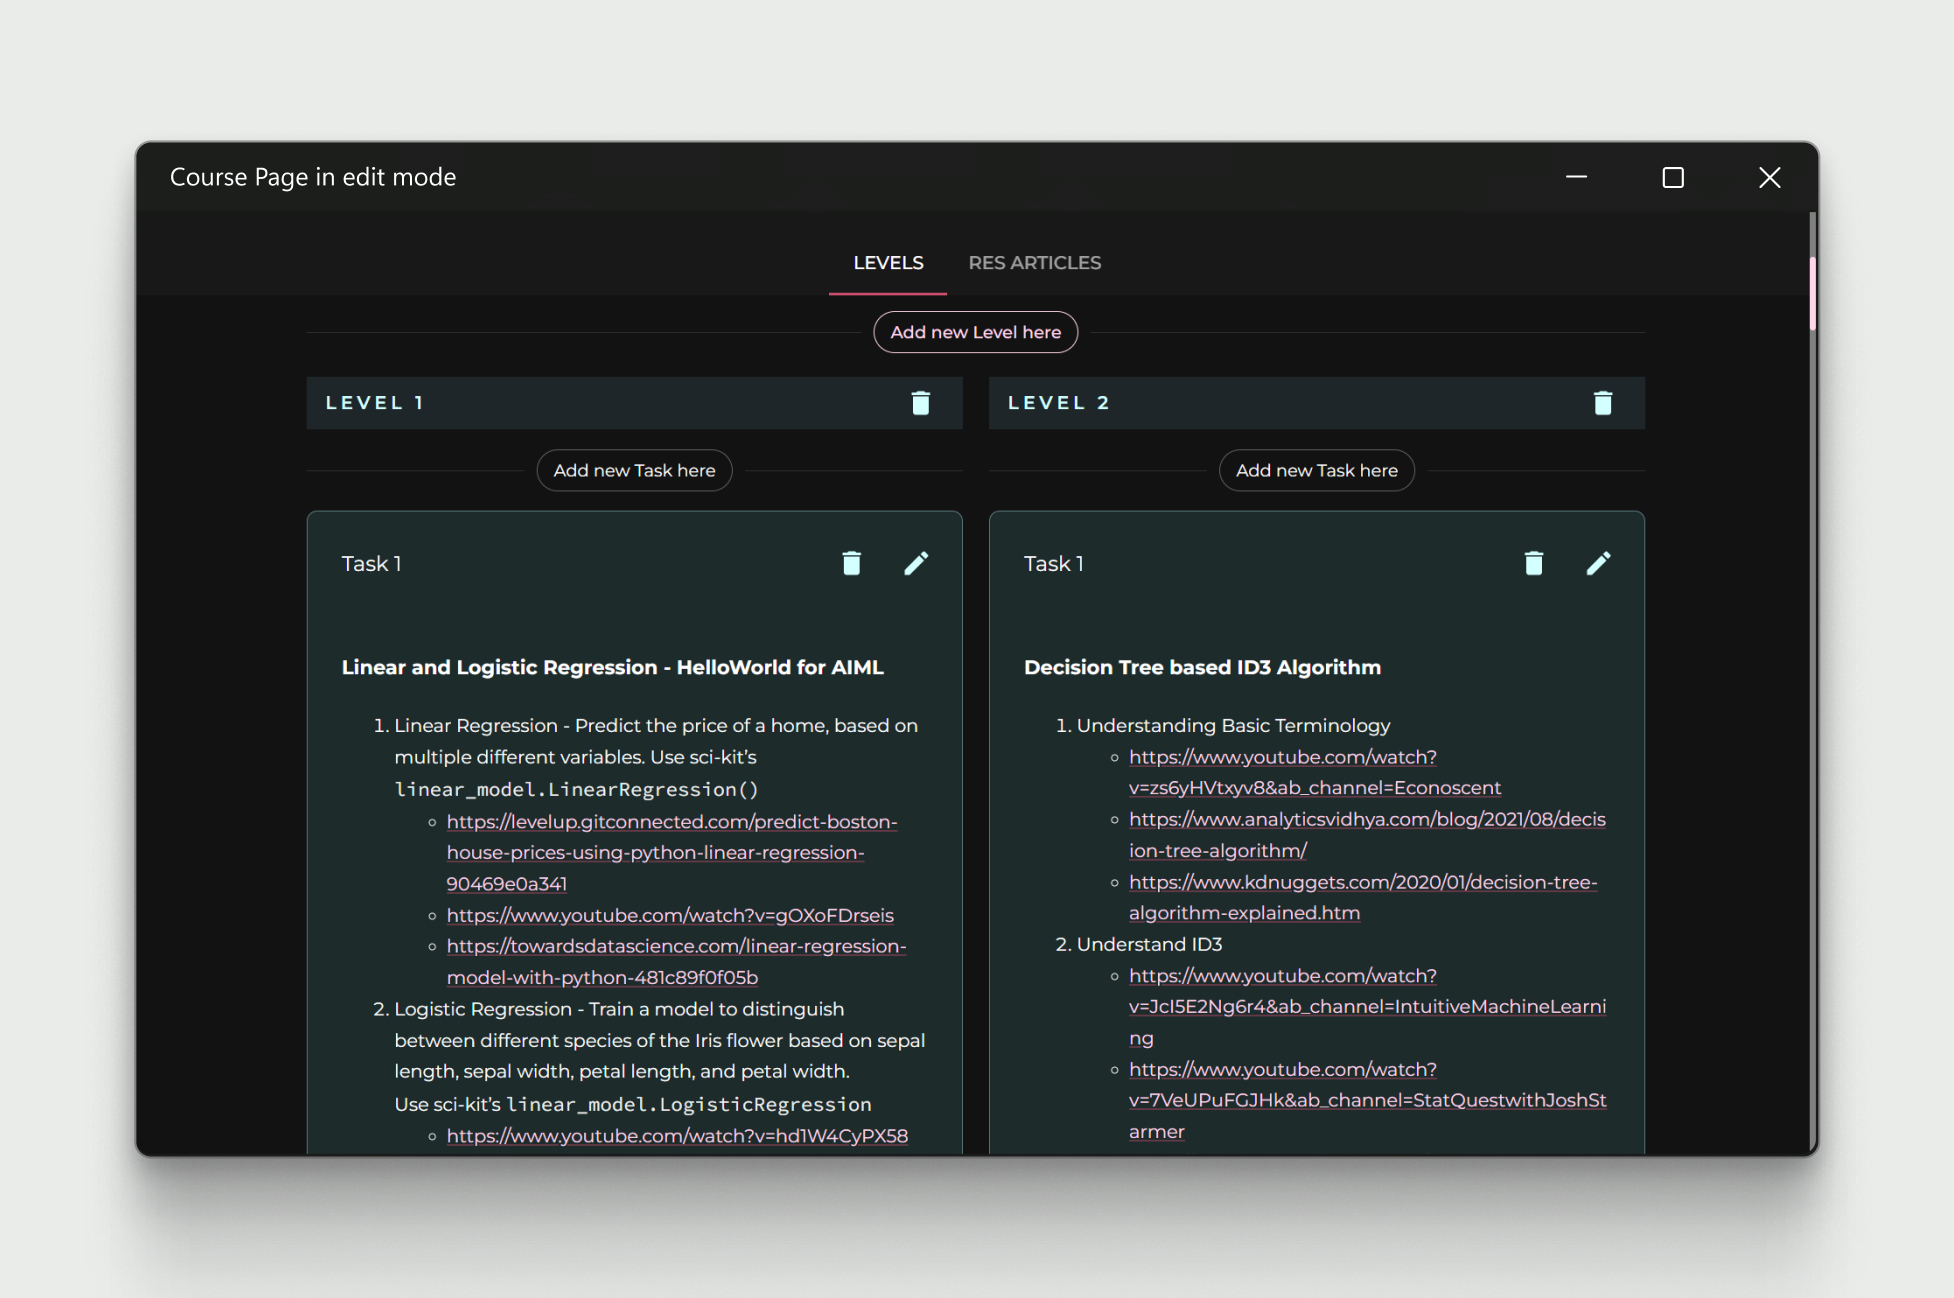 Course Page in edit mode
LEVELS
RES ARTICLES
Add new Level here
LEVEL 1
Add new Task here
Task 1
Linear and Logistic Regression - HelloWorld for AIML
1. Linear Regression - Predict the price of a home, based on
multiple different variables. Use sci-kit’s
linear_model.LinearRegression()
https://levelup.gitconnected.com/predict-boston-
house-prices-using-python-linear-regression-
90469e0a341
https://www.youtube.com/watch?v=gOXoFDrseis
https://towardsdatascience.com/linear-regression-
model-with-python-481c89f0f05b
2. Logistic Regression - Train a model to distinguish
between different species of the Iris flower based on sepal
length, sepal width, petal length, and petal width.
Use sci-kit’s linear_model.LogisticRegression
https://www.youtube.com/watch?v=hd1W4CyPX58
LEVEL 2
Add new Task here
Task 1
Decision Tree based ID3 Algorithm
1. Understanding Basic Terminology
https://www.youtube.com/watch?
v=zs6yHVtxyv8&ab_channel=Econoscent
https://www.analyticsvidhya.com/blog/2021/08/decis
ion-tree-algorithm/
https://www.kdnuggets.com/2020/01/decision-tree-
algorithm-explained.htm
2. Understand ID3
https://www.youtube.com/watch?
v=JcI5E2Ng6r4&ab_channel=IntuitiveMachineLearni
ng
https://www.youtube.com/watch?
v=7VeUPuFGJHk&ab_channel=StatQuestwithJoshSt
armer